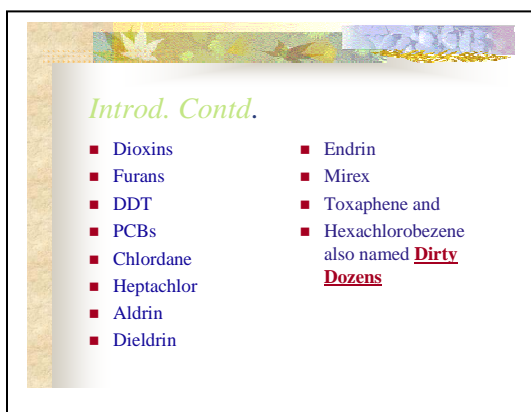 Introd. Contd.
Dioxins
Furans
DDT
PCBs
Chlordane
Heptachlor
Aldrin
Dieldrin
Endrin
Mirex
Toxaphene and
Hexachlorobezene
also named Dirty
Dozens